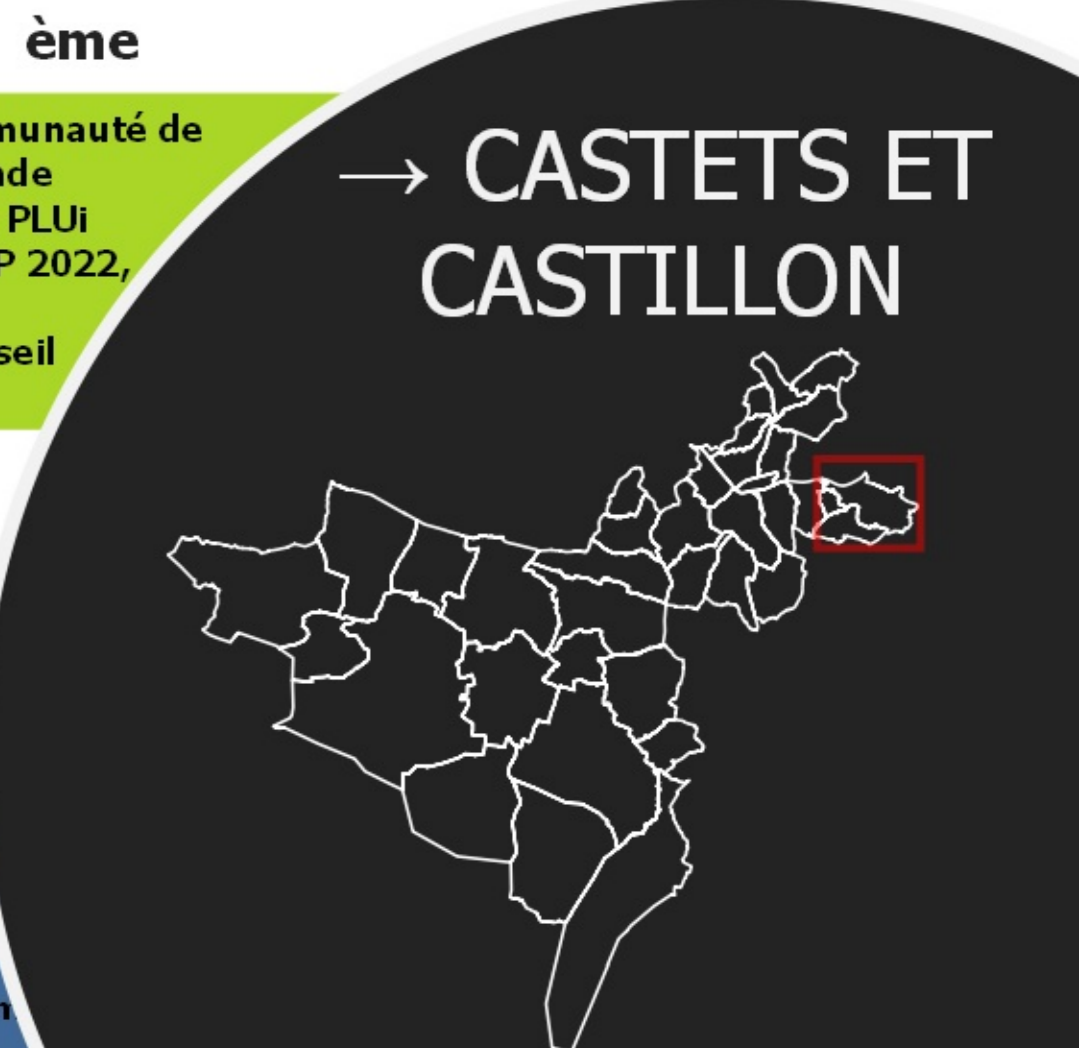 ème
munauté de
nde
PLUi
P 2022,
seil
→ CASTETS ET
CASTILLON